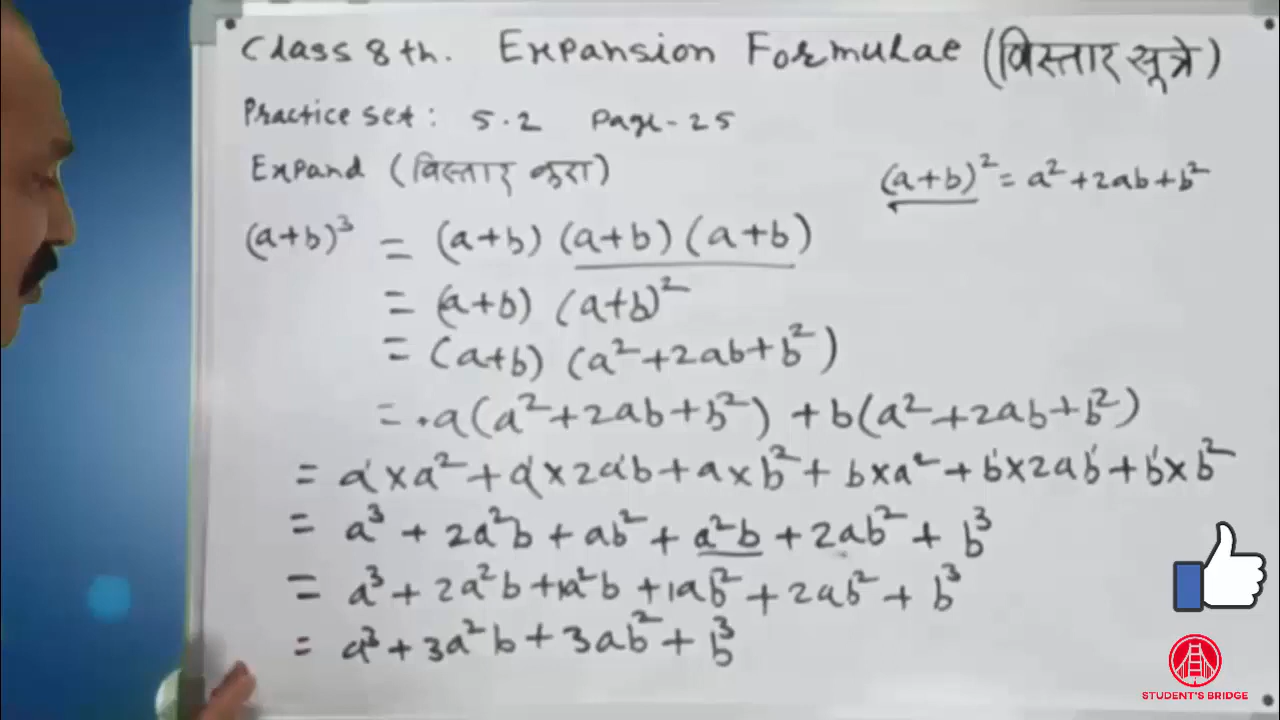 Class 8th. Expansion Formulae (विस्तार सूत्रे)
Practice set: 5.2 Page-25
Expand (विस्तार करा)
(a+b)² = a²+2ab+b²
(a+b)³ = (a+b) (a+b) (a+b)
= (a+b) (a+b)²
= (a+b) (a²+2ab+b²)
= a(a²+2ab+b²) + b(a²+2ab+b²)
= a×a² + a×2ab + a×b² + b×a² + b×2ab + b×b²
= a³ + 2a²b + ab² + a²b + 2ab² + b³
= a³ + 2a²b + 1a²b + 1ab² + 2ab² + b³
= a³ + 3a²b + 3ab² + b³
STUDENT'S BRIDGE